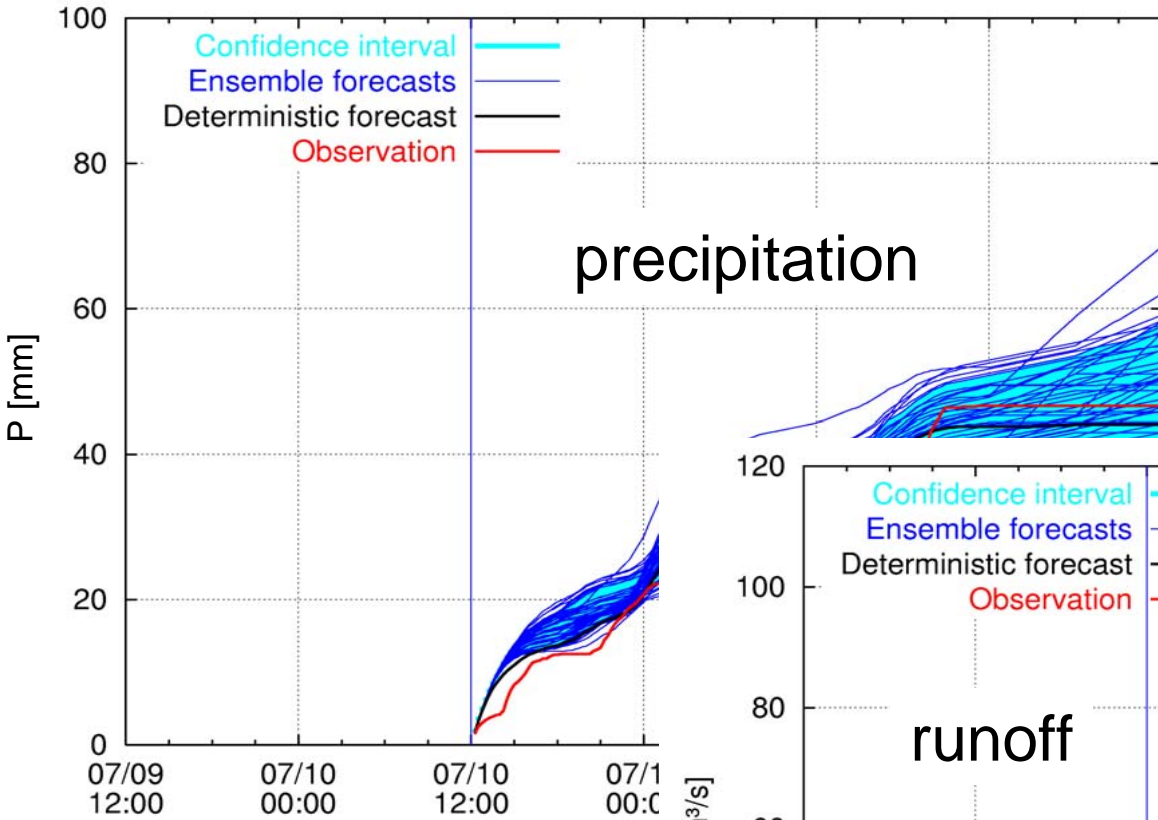 100
Confidence interval
Ensemble forecasts
Deterministic forecast
Observation
80
precipitation
60
P [mm]
40
20
0
07/09
12:00
07/10
00:00
07/10
12:00
120
Confidence interval
Ensemble forecasts
Deterministic forecast
Observation
100
80
runoff